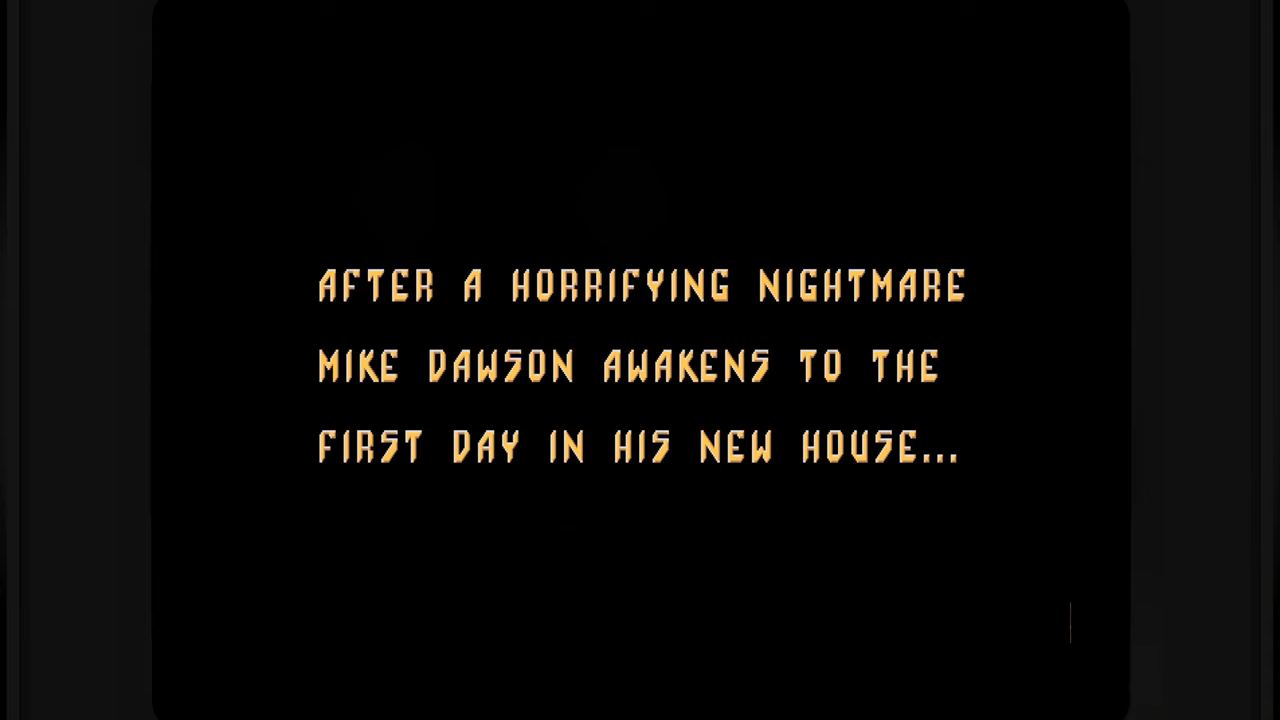 AFTER A HORRIFYING NIGHTMARE
MIKE DAWSON AWAKENS TO THE
FIRST DAY IN HIS NEW HOUSE...